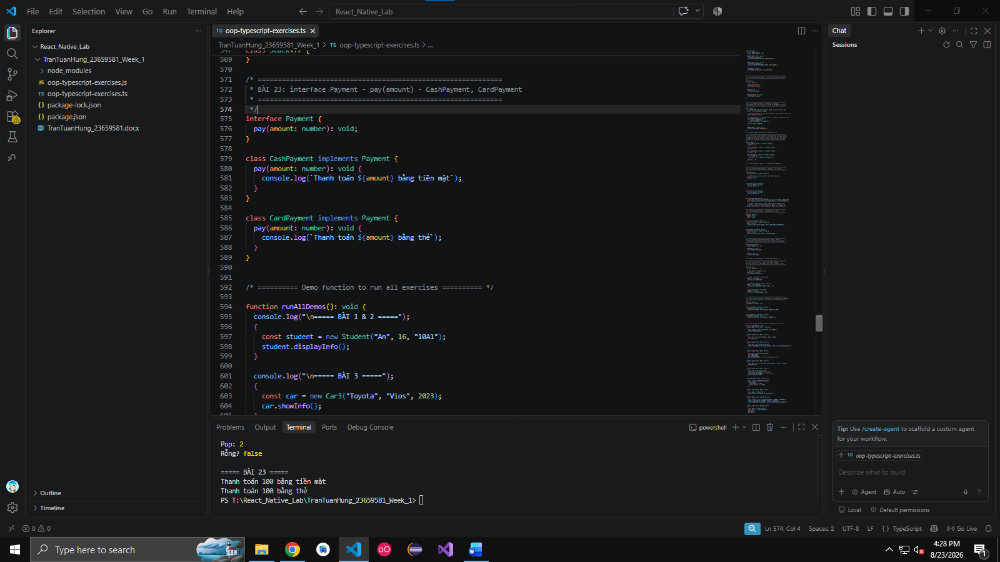 File Edit Selection View Go Run Terminal Help
React_Native_Lab
Explorer
React_Native_Lab
TranTuanHung_23659581_Week_1
node_modules
JS oop-typescript-exercises.js
TS oop-typescript-exercises.ts
{} package-lock.json
{} package.json
TranTuanHung_23659581.docx
Outline
Timeline
TS oop-typescript-exercises.ts
TranTuanHung_23659581_Week_1 > TS oop-typescript-exercises.ts > ...
569 }
570
571 /* =============================================================
572 * BÀI 23: interface Payment - pay(amount) - CashPayment, CardPayment
573 * =============================================================
574 */
575 interface Payment {
576 pay(amount: number): void;
577 }
578
579 class CashPayment implements Payment {
580 pay(amount: number): void {
581 console.log(`Thanh toán ${amount} bằng tiền mặt`);
582 }
583 }
584
585 class CardPayment implements Payment {
586 pay(amount: number): void {
587 console.log(`Thanh toán ${amount} bằng thẻ`);
588 }
589 }
590
591
592 /* ========== Demo function to run all exercises ========== */
593
594 function runAllDemos(): void {
595 console.log("\n===== BÀI 1 & 2 =====");
596 {
597 const student = new Student("An", 16, "10A1");
598 student.displayInfo();
599 }
600
601 console.log("\n===== BÀI 3 =====");
602 {
603 const car = new Car3("Toyota", "Vios", 2023);
604 car.showInfo();
Problems Output Terminal Ports Debug Console
powershell
Pop: 2
Rỗng? false
===== BÀI 23 =====
Thanh toán 100 bằng tiền mặt
Thanh toán 100 bằng thẻ
PS T:\React_Native_Lab\TranTuanHung_23659581_Week_1>
Chat
Sessions
Tip: Use /create-agent to scaffold a custom agent
for your workflow.
TS oop-typescript-exercises.ts
Describe what to build
Agent Auto
Local Default permissions
0 0
Ln 574, Col 4 Spaces: 2 UTF-8 LF {} TypeScript Go Live
Type here to search
4:28 PM
8/23/2026
1